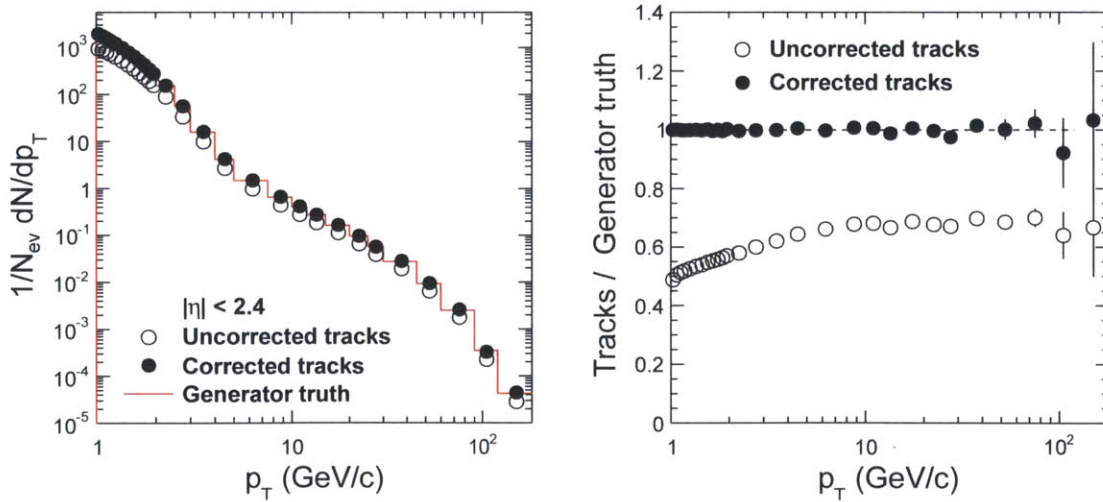 1/N_ev dN/dp_T
10³
10²
10
1
10⁻¹
10⁻²
10⁻³
10⁻⁴
10⁻⁵
|η| < 2.4
Uncorrected tracks
Corrected tracks
Generator truth
1
10
10²
p_T (GeV/c)
Tracks / Generator truth
1.4
1.2
1
0.8
0.6
0.4
0.2
0
Uncorrected tracks
Corrected tracks
1
10
10²
p_T (GeV/c)